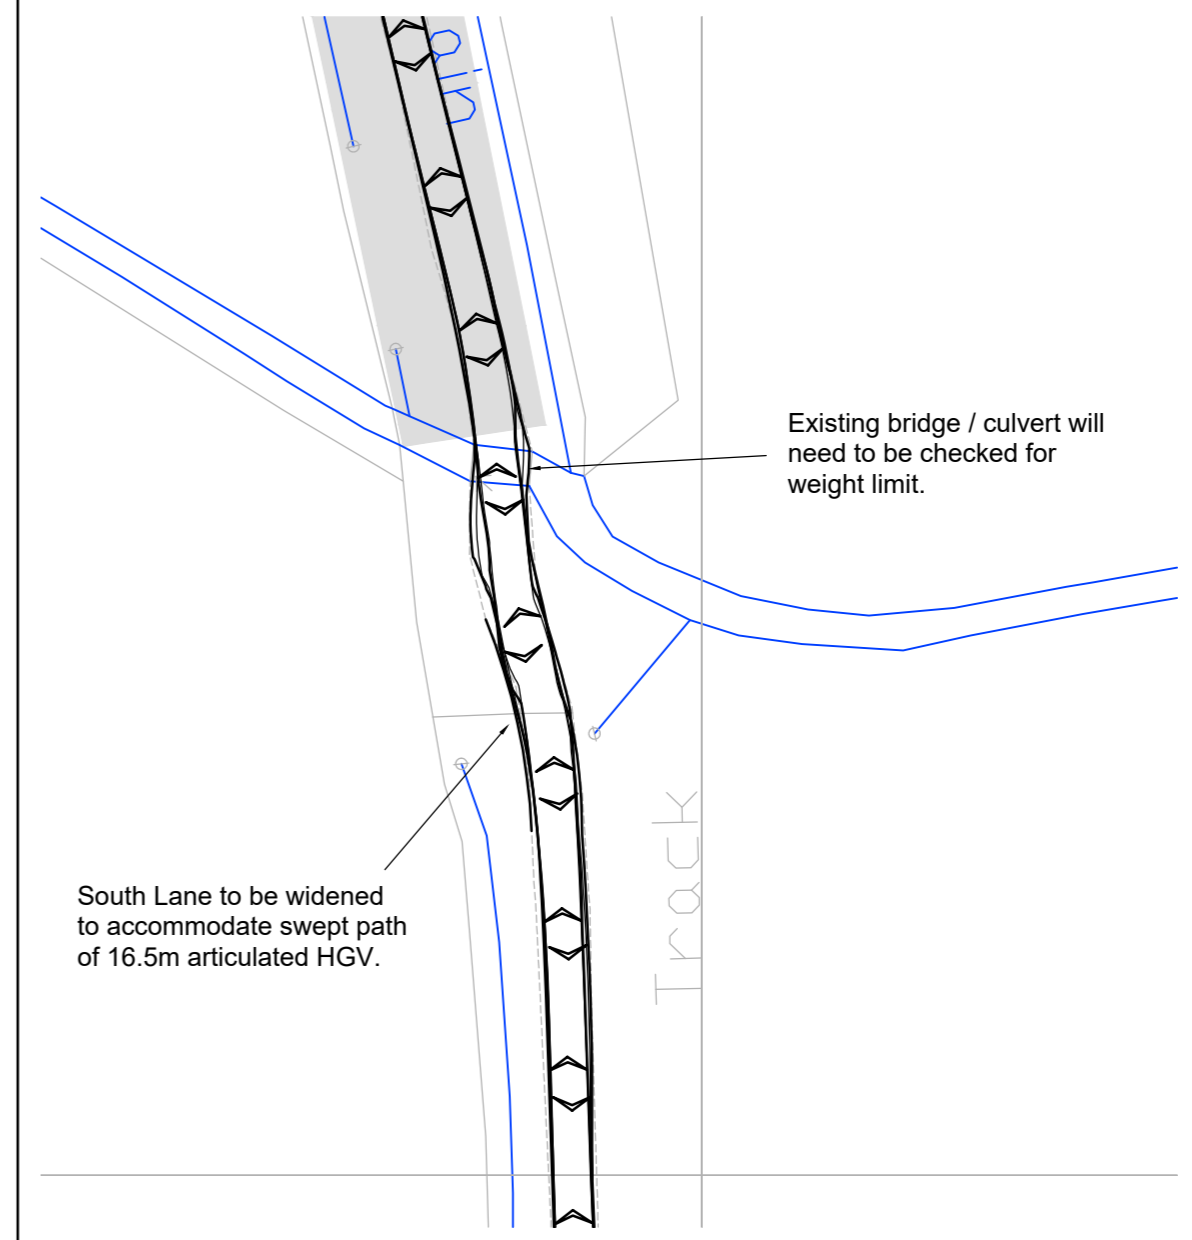 Existing bridge / culvert will
need to be checked for
weight limit.
South Lane to be widened
to accommodate swept path
of 16.5m articulated HGV.
Track